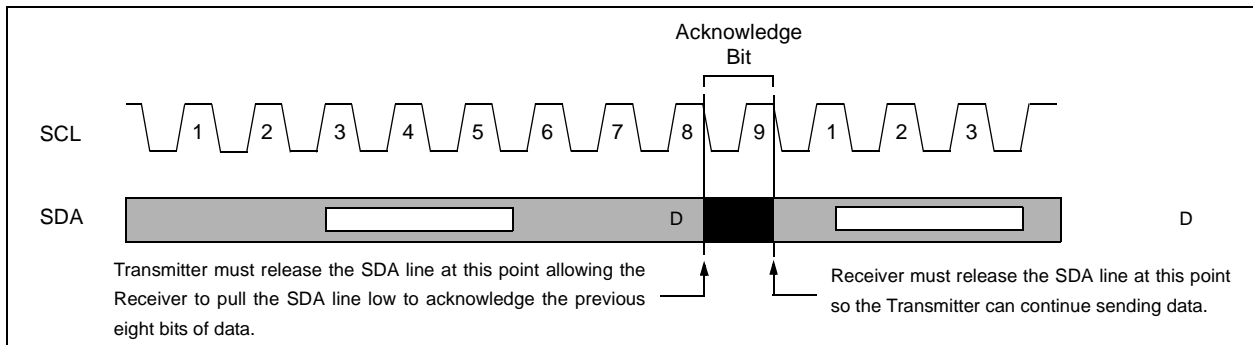 Acknowledge
Bit
SCL
1 2 3 4 5 6 7 8 9 1 2 3
SDA
D
D
Transmitter must release the SDA line at this point allowing the
Receiver to pull the SDA line low to acknowledge the previous
eight bits of data.
Receiver must release the SDA line at this point
so the Transmitter can continue sending data.